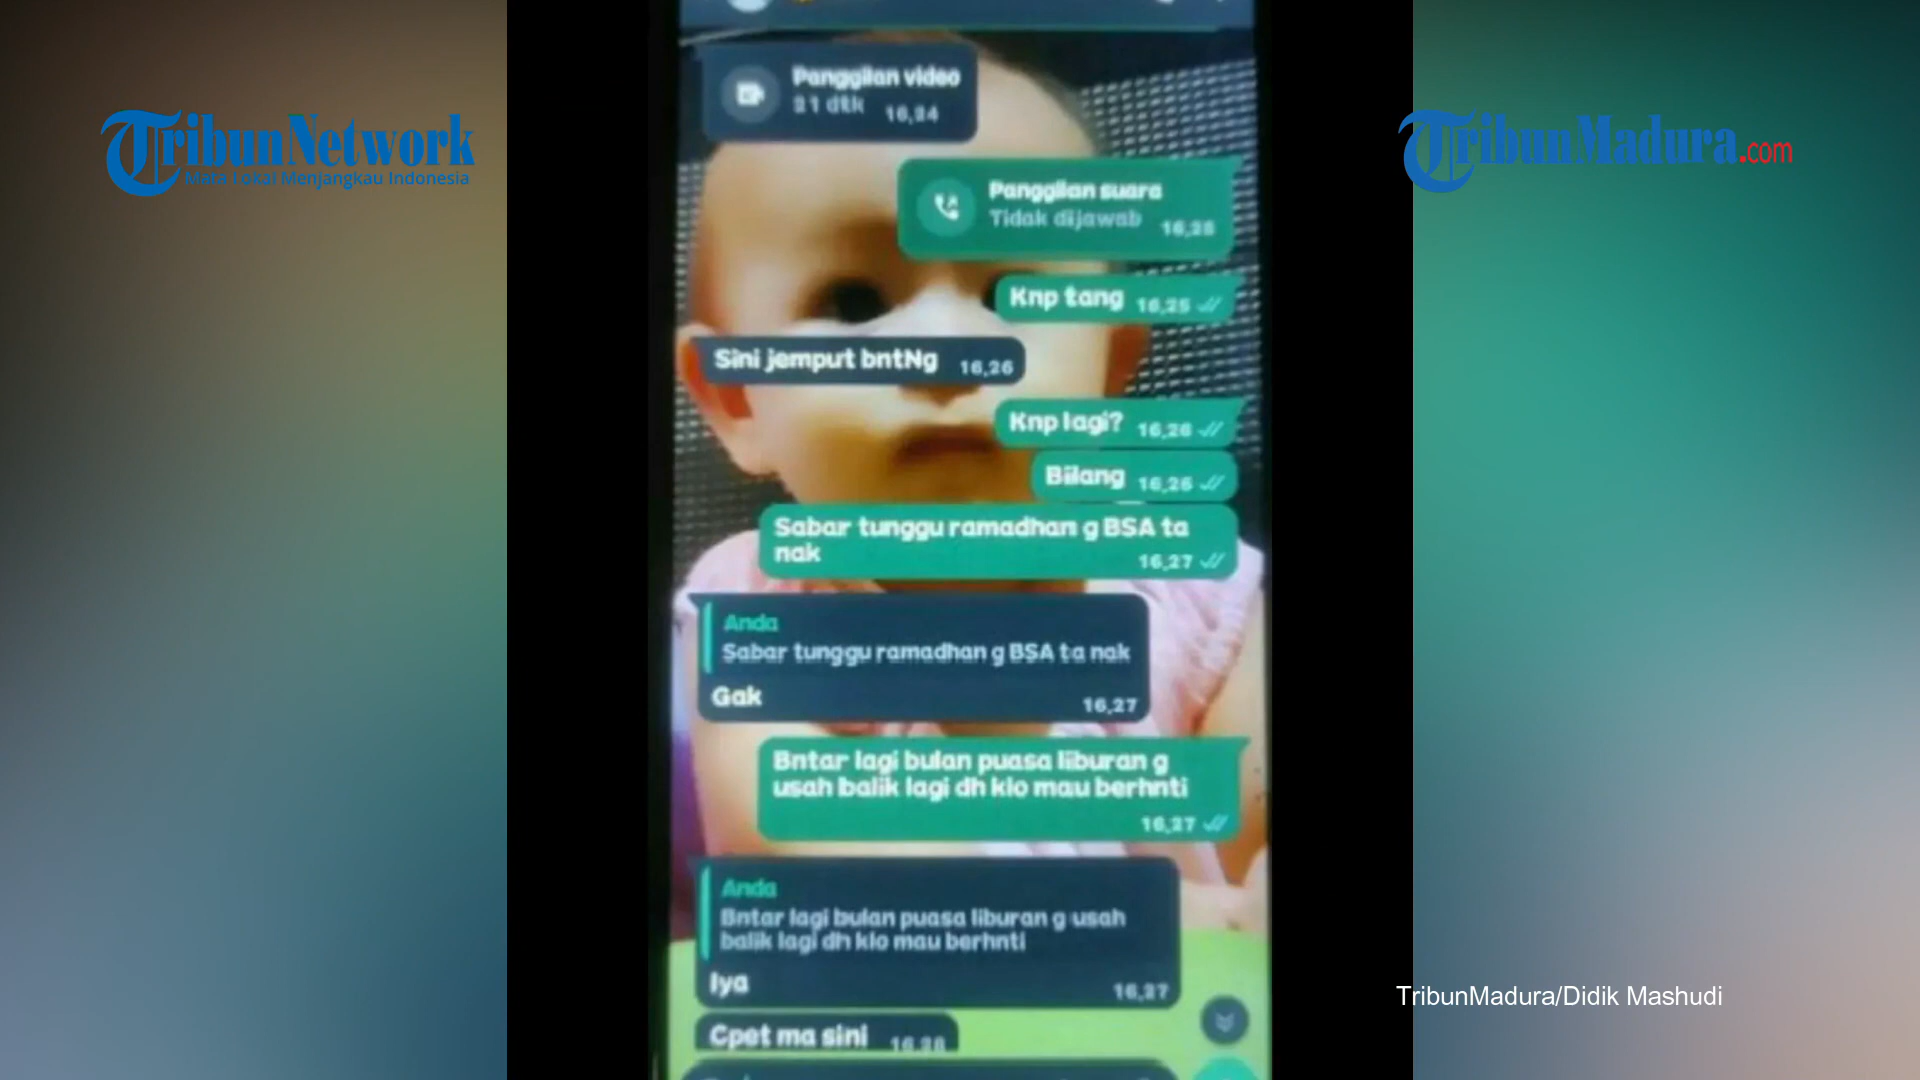 TribunNetwork
Mata Lokal Menjangkau Indonesia
TribunMadura.com
Panggilan video
21 dtk 16,24
Panggilan suara
Tidak dijawab 16,25
Knp tang 16,25
Sini jemput bntNg 16,26
Knp lagi? 16,26
Bilang 16,26
Sabar tunggu ramadhan g BSA ta
nak
16,27
Anda
Sabar tunggu ramadhan g BSA ta nak
Gak
16,27
Bntar lagi bulan puasa liburan g
usah balik lagi dh klo mau berhnti
16,27
Anda
Bntar lagi bulan puasa liburan g usah
balik lagi dh klo mau berhnti
Iya
16,27
Cpet ma sini 16,28
TribunMadura/Didik Mashudi